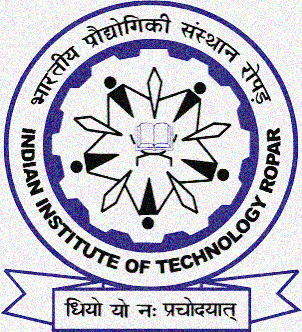 भारतीय प्रौद्योगिकी संस्थान रोपड़
INDIAN INSTITUTE OF TECHNOLOGY ROPAR
धियो यो नः प्रचोदयात्